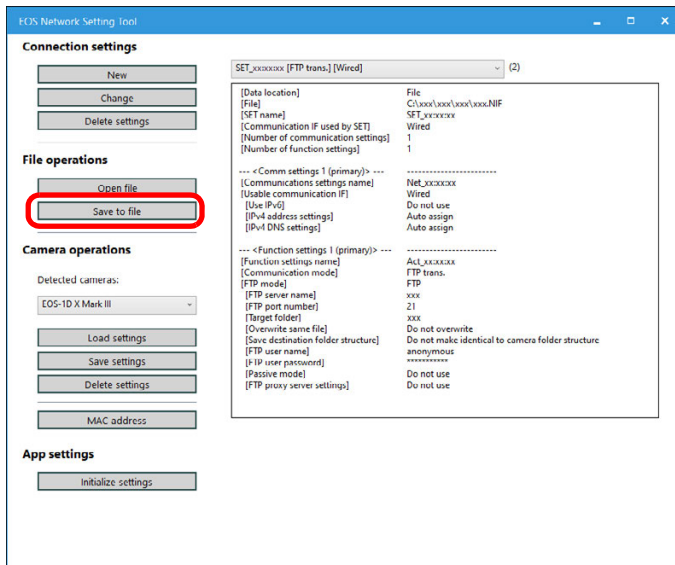 EOS Network Setting Tool
Connection settings
New
Change
Delete settings
File operations
Open file
Save to file
Camera operations
Detected cameras:
EOS-1D X Mark III
Load settings
Save settings
Delete settings
MAC address
App settings
Initialize settings
SET_xx:xx:xx [FTP trans.] [Wired] (2)
[Data location] File
[File] C:\xxx\xxx\xxx\xxx.NIF
[SET name] SET_xx:xx:xx
[Communication IF used by SET] Wired
[Number of communication settings] 1
[Number of function settings] 1
--- <Comm settings 1 (primary)> --- ------------------------
[Communications settings name] Net_xx:xx:xx
[Usable communication IF] Wired
[Use IPv6] Do not use
[IPv4 address settings] Auto assign
[IPv4 DNS settings] Auto assign
--- <Function settings 1 (primary)> --- ------------------------
[Function settings name] Act_xx:xx:xx
[Communication mode] FTP trans.
[FTP mode] FTP
[FTP server name] xxx
[FTP port number] 21
[Target folder] xxx
[Overwrite same file] Do not overwrite
[Save destination folder structure] Do not make identical to camera folder structure
[FTP user name] anonymous
[FTP user password] ***********
[Passive mode] Do not use
[FTP proxy server settings] Do not use